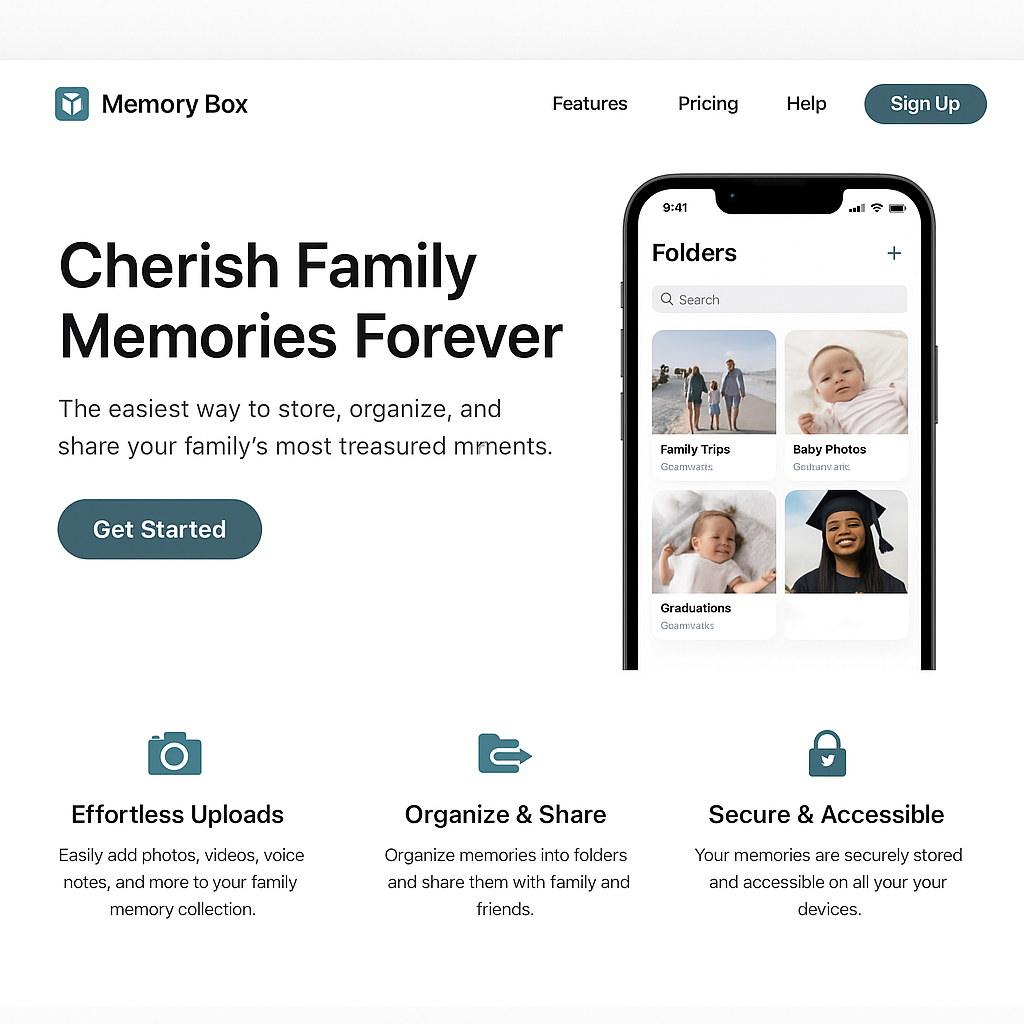 Memory Box
Features Pricing Help Sign Up
Cherish Family
Memories Forever
The easiest way to store, organize, and
share your family’s most treasured
Get Started
9:41
Folders +
Search
Family Trips
Baby Photos
Graduations
Effortless Uploads
Easily add photos, videos, voice
notes, and more to your family
memory collection.
Organize & Share
Organize memories into folders
and share them with family and
friends.
Secure & Accessible
Your memories are securely stored
and accessible on all your your
devices.